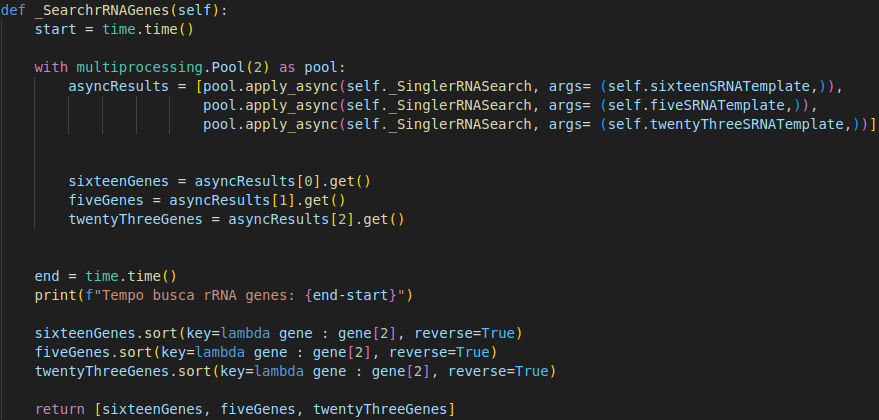 def _SearchrRNAGenes(self):
    start = time.time()
    with multiprocessing.Pool(2) as pool:
        asyncResults = [pool.apply_async(self._SinglerRNASearch, args= (self.sixteenSRNATemplate,)),
                        pool.apply_async(self._SinglerRNASearch, args= (self.fiveSRNATemplate,)),
                        pool.apply_async(self._SinglerRNASearch, args= (self.twentyThreeSRNATemplate,))]
        sixteenGenes = asyncResults[0].get()
        fiveGenes = asyncResults[1].get()
        twentyThreeGenes = asyncResults[2].get()
    end = time.time()
    print(f"Tempo busca rRNA genes: {end-start}")
    sixteenGenes.sort(key=lambda gene : gene[2], reverse=True)
    fiveGenes.sort(key=lambda gene : gene[2], reverse=True)
    twentyThreeGenes.sort(key=lambda gene : gene[2], reverse=True)
    return [sixteenGenes, fiveGenes, twentyThreeGenes]